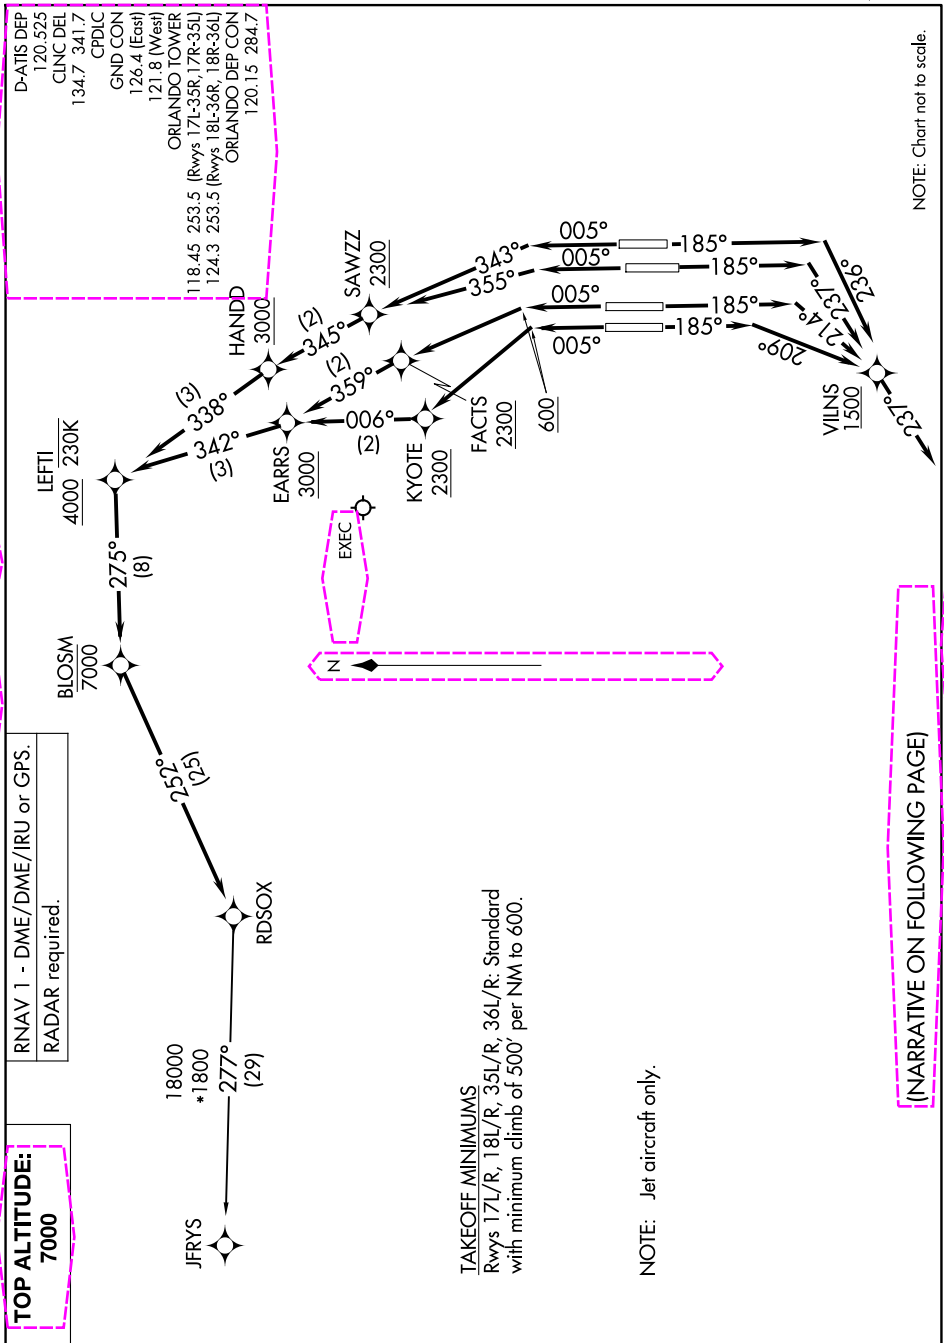 TOP ALTITUDE:
7000
RNAV 1 - DME/DME/IRU or GPS.
RADAR required.
D-ATIS DEP
120.525
CLNC DEL
134.7 341.7
CPDLC
GND CON
126.4 (East)
121.8 (West)
ORLANDO TOWER
118.45 253.5 (Rwys 17L-35R,17R-35L)
124.3 253.5 (Rwys 18L-36R, 18R-36L)
ORLANDO DEP CON
120.15 284.7
LEFTI
4000 230K
BLOSM
7000
275°
(8)
252°
(25)
RDSOX
18000
*1800
277°
(29)
JFRYS
HANDD
3000
338°
(3)
342°
(3)
345°
(2)
359°
(2)
006°
(2)
EARRS
3000
SAWZZ
2300
FACTS
2300
KYOTE
2300
600
343°
355°
005°
005°
005°
005°
185°
185°
185°
185°
236°
237°
214°
209°
VILNS
1500
237°
EXEC
N
TAKEOFF MINIMUMS
Rwys 17L/R, 18L/R, 35L/R, 36L/R: Standard
with minimum climb of 500' per NM to 600.
NOTE: Jet aircraft only.
NOTE: Chart not to scale.
(NARRATIVE ON FOLLOWING PAGE)